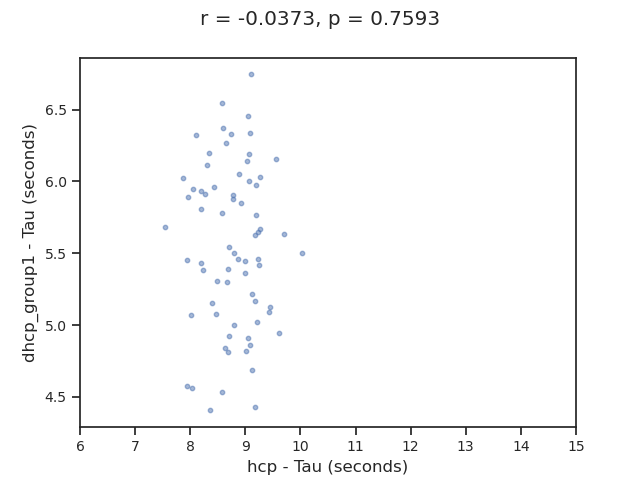 r = -0.0373, p = 0.7593
dhcp_group1 - Tau (seconds)
6.5
6.0
5.5
5.0
4.5
6 7 8 9 10 11 12 13 14 15
hcp - Tau (seconds)